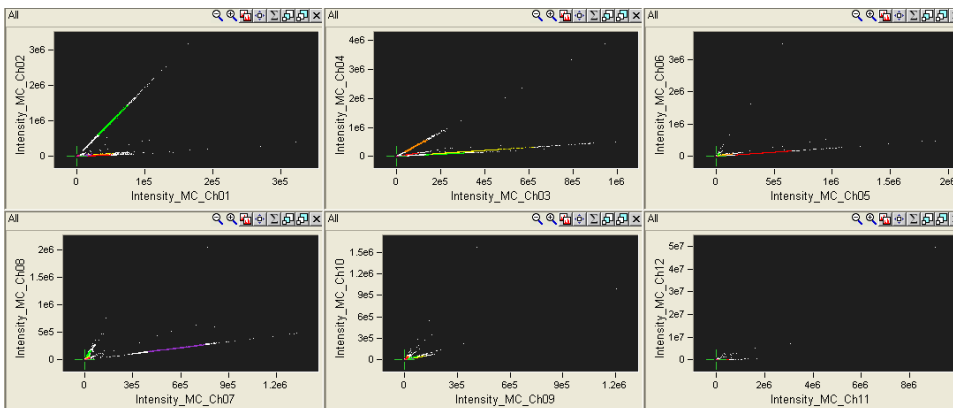 All
All
All
3e6
2e6
1e6
0
Intensity_MC_Ch02
0
1e5
2e5
3e5
Intensity_MC_Ch01
4e6
3e6
2e6
1e6
0
Intensity_MC_Ch04
0
2e5
4e5
6e5
8e5
1e6
Intensity_MC_Ch03
3e6
2e6
1e6
0
Intensity_MC_Ch06
0
5e5
1e6
1.5e6
2e6
Intensity_MC_Ch05
All
All
All
2e6
1.5e6
1e6
5e5
0
Intensity_MC_Ch08
0
3e5
6e5
9e5
1.2e6
Intensity_MC_Ch07
1.5e6
1.2e6
9e5
6e5
3e5
0
Intensity_MC_Ch10
0
3e5
6e5
9e5
1.2e6
Intensity_MC_Ch09
5e7
4e7
3e7
2e7
1e7
0
Intensity_MC_Ch12
0
2e6
4e6
6e6
8e6
Intensity_MC_Ch11